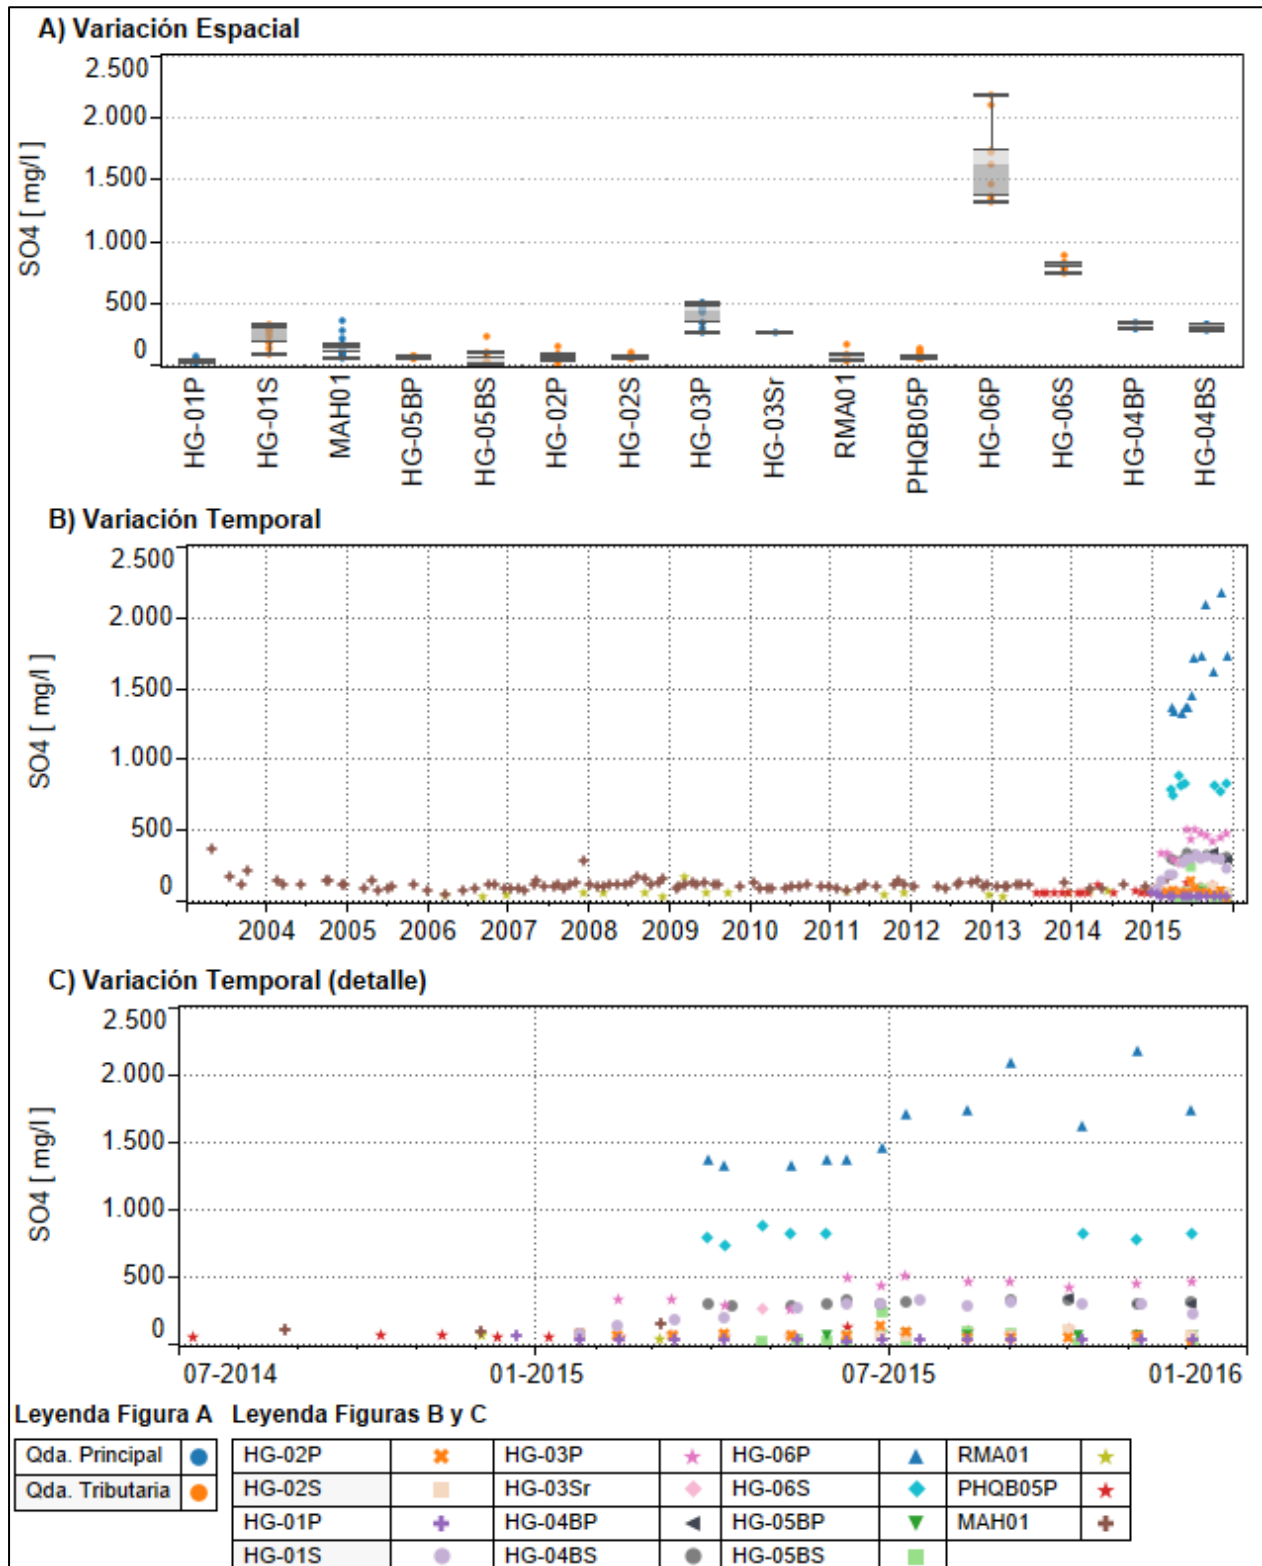 A) Variación Espacial
2.500
2.000
1.500
1.000
500
0
SO4 [ mg/l ]
HG-01P
HG-01S
MAH01
HG-05BP
HG-05BS
HG-02P
HG-02S
HG-03P
HG-03Sr
RMA01
PHQB05P
HG-06P
HG-06S
HG-04BP
HG-04BS
B) Variación Temporal
2.500
2.000
1.500
1.000
500
0
SO4 [ mg/l ]
2004 2005 2006 2007 2008 2009 2010 2011 2012 2013 2014 2015
C) Variación Temporal (detalle)
2.500
2.000
1.500
1.000
500
0
SO4 [ mg/l ]
07-2014 01-2015 07-2015 01-2016
Leyenda Figura A Leyenda Figuras B y C
Qda. Principal HG-02P HG-03P HG-06P RMA01
Qda. Tributaria HG-02S HG-03Sr HG-06S PHQB05P
HG-01P HG-04BP HG-05BP MAH01
HG-01S HG-04BS HG-05BS